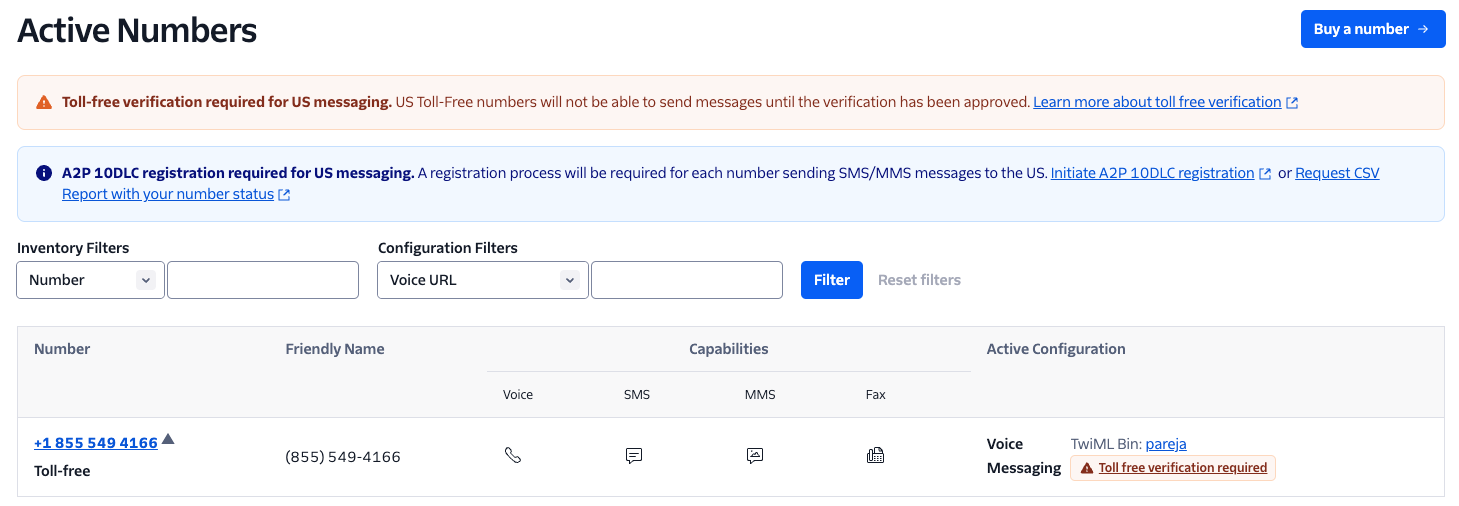 Active Numbers
Buy a number →
Toll-free verification required for US messaging. US Toll-Free numbers will not be able to send messages until the verification has been approved. Learn more about toll free verification
A2P 10DLC registration required for US messaging. A registration process will be required for each number sending SMS/MMS messages to the US. Initiate A2P 10DLC registration or Request CSV
Report with your number status
Inventory Filters
Configuration Filters
Number
Voice URL
Filter
Reset filters
Number
Friendly Name
Capabilities
Active Configuration
Voice
SMS
MMS
Fax
+1 855 549 4166
Toll-free
(855) 549-4166
Voice TwiML Bin: pareja
Messaging Toll free verification required